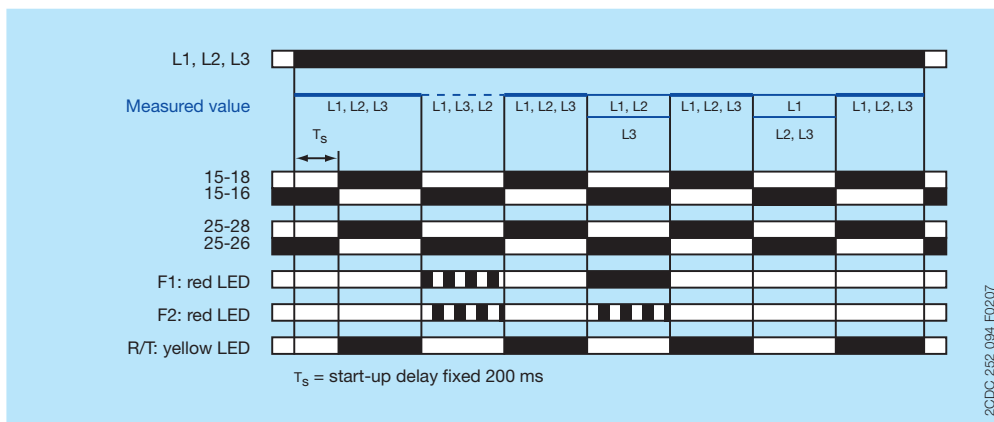 L1, L2, L3
Measured value
L1, L2, L3
L1, L3, L2
L1, L2, L3
L1, L2
L3
L1, L2, L3
L1
L2, L3
L1, L2, L3
Ts
15-18
15-16
25-28
25-26
F1: red LED
F2: red LED
R/T: yellow LED
Ts = start-up delay fixed 200 ms
2CDC 252 094 F0207